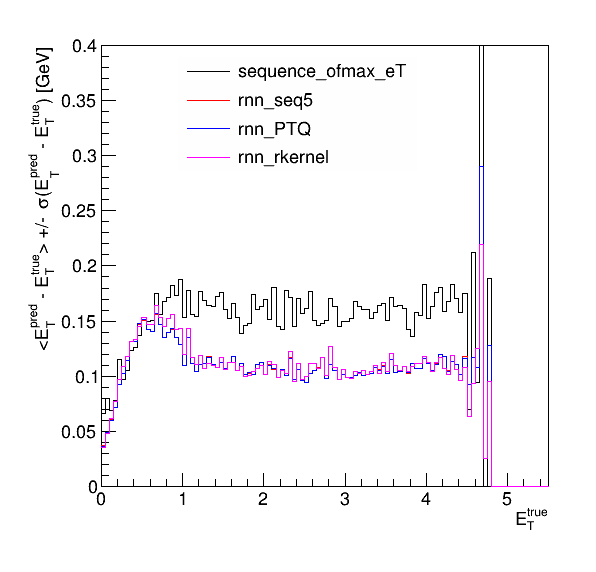 <E_T^pred - E_T^true> +/- σ(E_T^pred - E_T^true) [GeV]
0.4
0.35
0.3
0.25
0.2
0.15
0.1
0.05
0
sequence_ofmax_eT
rnn_seq5
rnn_PTQ
rnn_rkernel
0 1 2 3 4 5
E_T^true